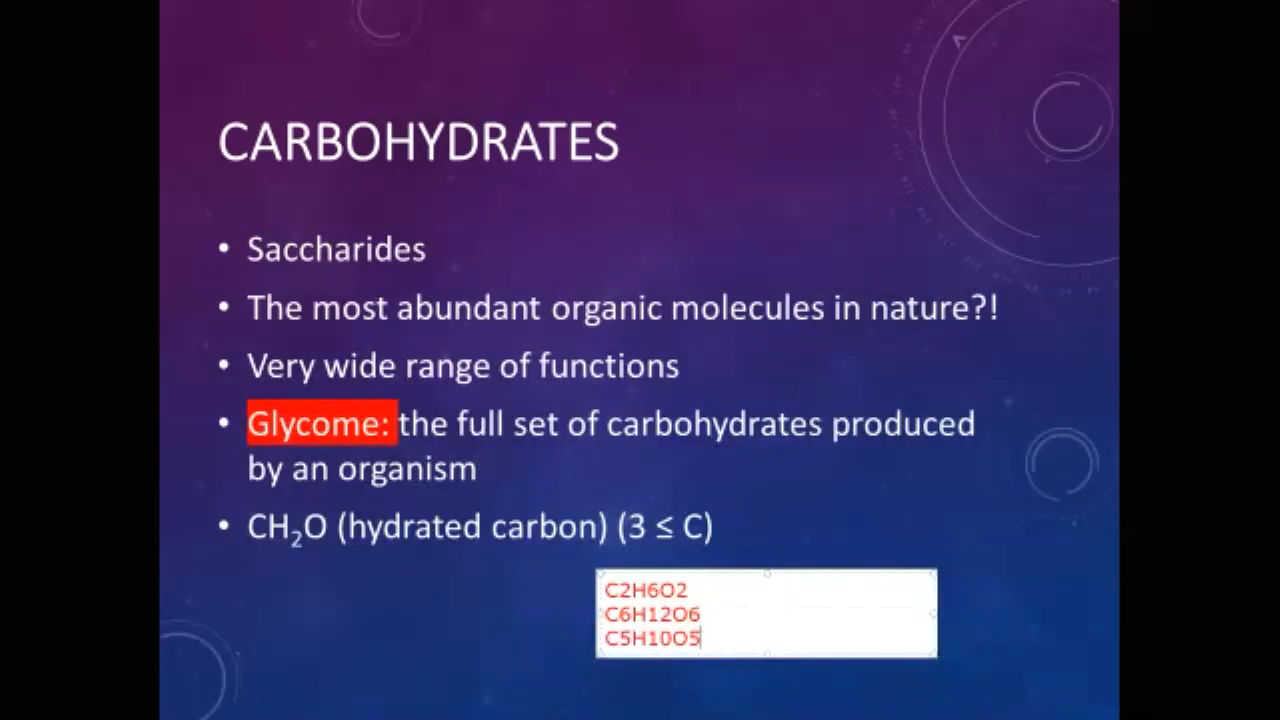 CARBOHYDRATES
• Saccharides
• The most abundant organic molecules in nature?!
• Very wide range of functions
• Glycome: the full set of carbohydrates produced
by an organism
• CH₂O (hydrated carbon) (3 ≤ C)
C2H6O2
C6H12O6
C5H10O5